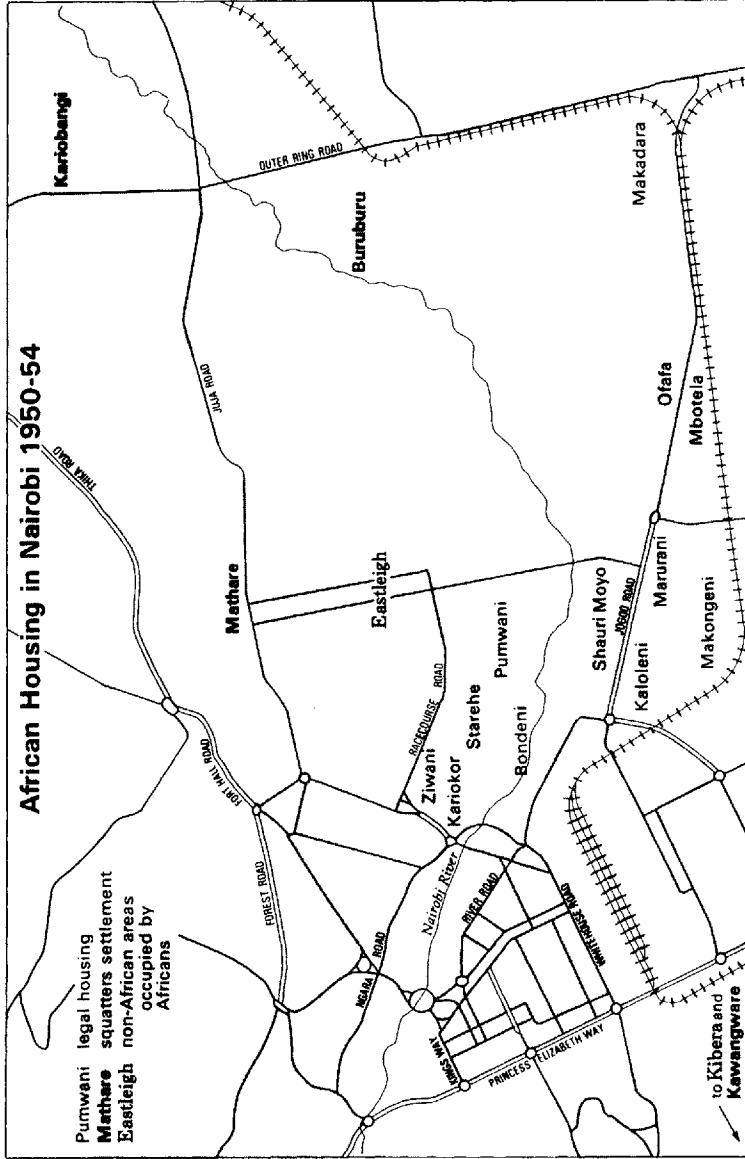 African Housing in Nairobi 1950-54
Pumwani legal housing
Mathare squatters settlement
Eastleigh non-African areas
occupied by
Africans
THIKA ROAD
FORT HALL ROAD
FOREST ROAD
JUJA ROAD
Kariobangi
OUTER RING ROAD
Buruburu
Mathare
Eastleigh
RACECOURSE ROAD
Ziwani
Kariokor
Starehe
Pumwani
Bondeni
NGARA ROAD
Nairobi River
RIVER ROAD
KINGS WAY
WHITEHOUSE ROAD
PRINCESS ELIZABETH WAY
Shauri Moyo
JOGOO ROAD
Kaloleni
Marurani
Makongeni
Ofafa
Mbotela
Makadara
to Kibera and
Kawangware